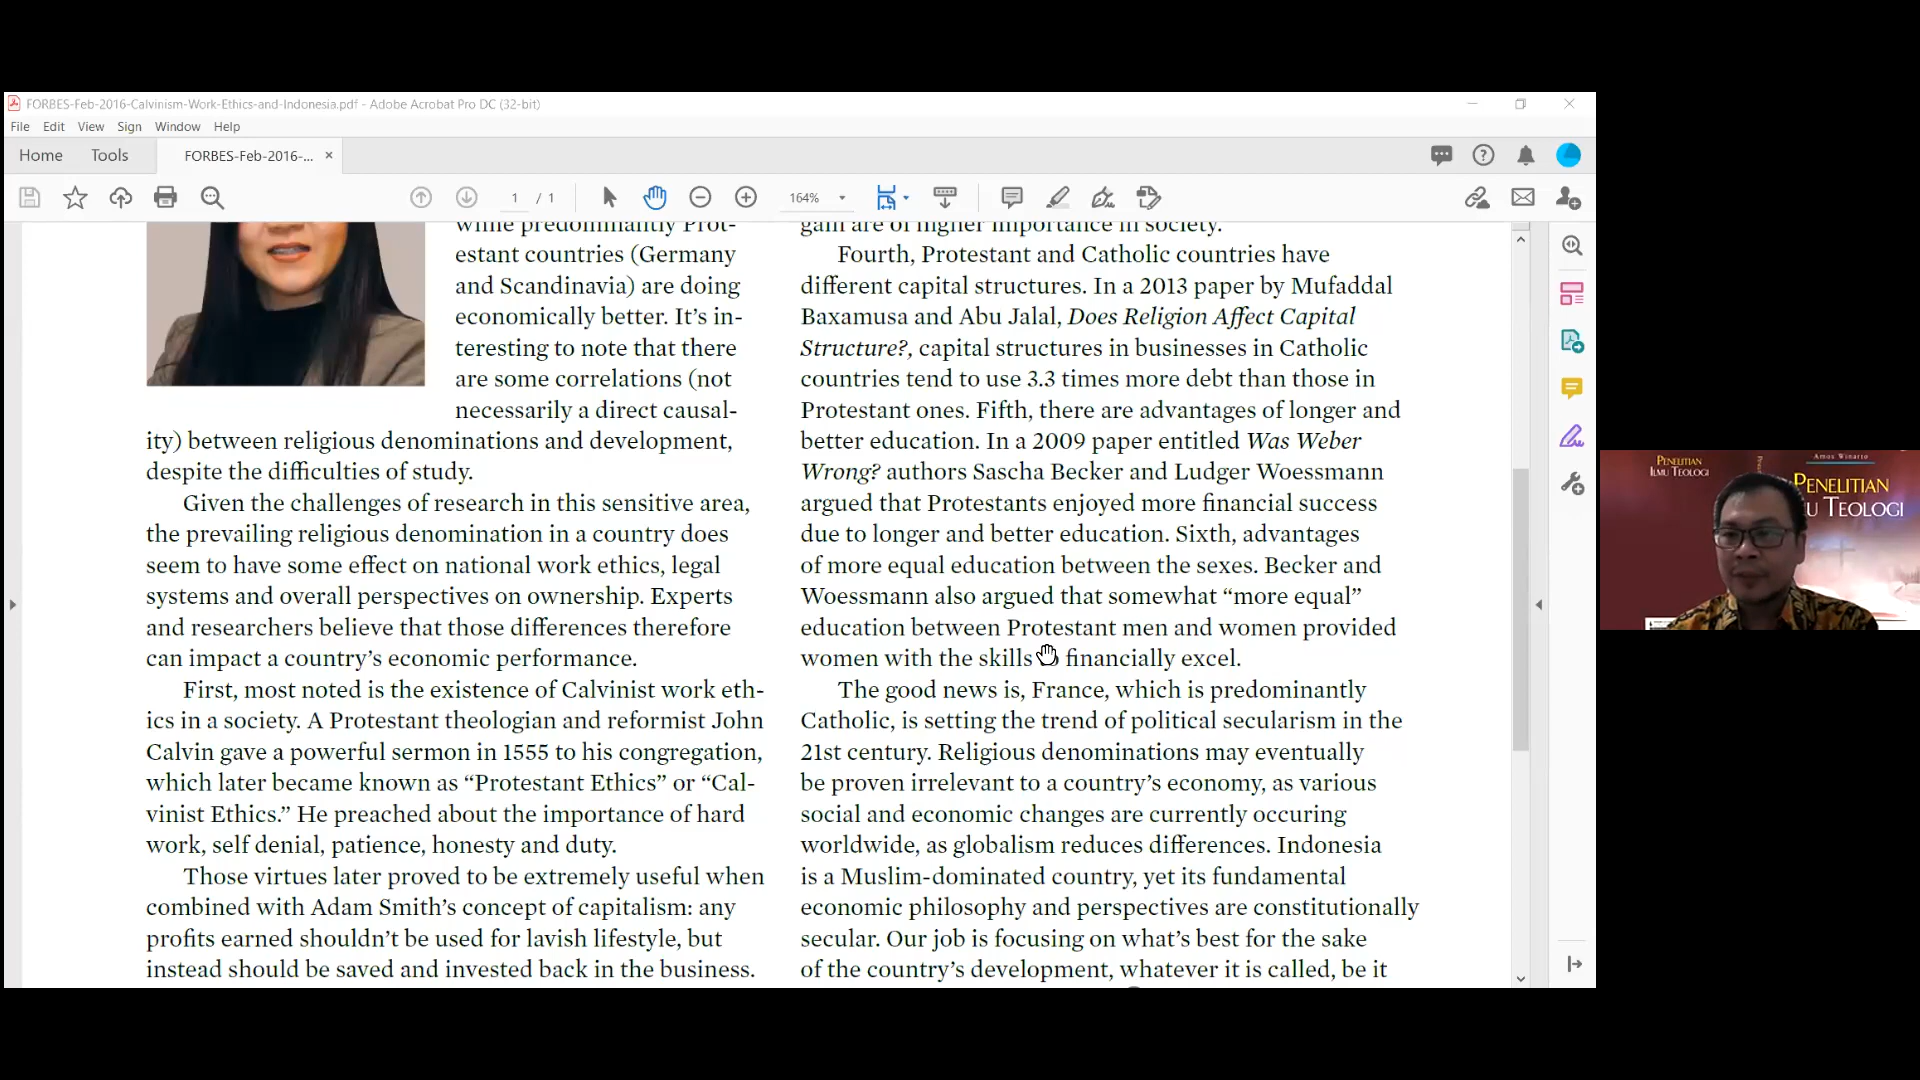 FORBES-Feb-2016-Calvinism-Work-Ethics-and-Indonesia.pdf - Adobe Acrobat Pro DC (32-bit)
File Edit View Sign Window Help
Home Tools FORBES-Feb-2016-... ×
1 / 1 164%
while predominantly Prot-
estant countries (Germany
and Scandinavia) are doing
economically better. It's in-
teresting to note that there
are some correlations (not
necessarily a direct causal-
ity) between religious denominations and development,
despite the difficulties of study.
Given the challenges of research in this sensitive area,
the prevailing religious denomination in a country does
seem to have some effect on national work ethics, legal
systems and overall perspectives on ownership. Experts
and researchers believe that those differences therefore
can impact a country's economic performance.
First, most noted is the existence of Calvinist work eth-
ics in a society. A Protestant theologian and reformist John
Calvin gave a powerful sermon in 1555 to his congregation,
which later became known as “Protestant Ethics” or “Cal-
vinist Ethics.” He preached about the importance of hard
work, self denial, patience, honesty and duty.
Those virtues later proved to be extremely useful when
combined with Adam Smith's concept of capitalism: any
profits earned shouldn't be used for lavish lifestyle, but
instead should be saved and invested back in the business.
gain are of higher importance in society.
Fourth, Protestant and Catholic countries have
different capital structures. In a 2013 paper by Mufaddal
Baxamusa and Abu Jalal, Does Religion Affect Capital
Structure?, capital structures in businesses in Catholic
countries tend to use 3.3 times more debt than those in
Protestant ones. Fifth, there are advantages of longer and
better education. In a 2009 paper entitled Was Weber
Wrong? authors Sascha Becker and Ludger Woessmann
argued that Protestants enjoyed more financial success
due to longer and better education. Sixth, advantages
of more equal education between the sexes. Becker and
Woessmann also argued that somewhat “more equal”
education between Protestant men and women provided
women with the skills financially excel.
The good news is, France, which is predominantly
Catholic, is setting the trend of political secularism in the
21st century. Religious denominations may eventually
be proven irrelevant to a country's economy, as various
social and economic changes are currently occuring
worldwide, as globalism reduces differences. Indonesia
is a Muslim-dominated country, yet its fundamental
economic philosophy and perspectives are constitutionally
secular. Our job is focusing on what's best for the sake
of the country's development, whatever it is called, be it
PENELITIAN
ILMU TEOLOGI
Amos Winarto
PENELITIAN
U TEOLOGI